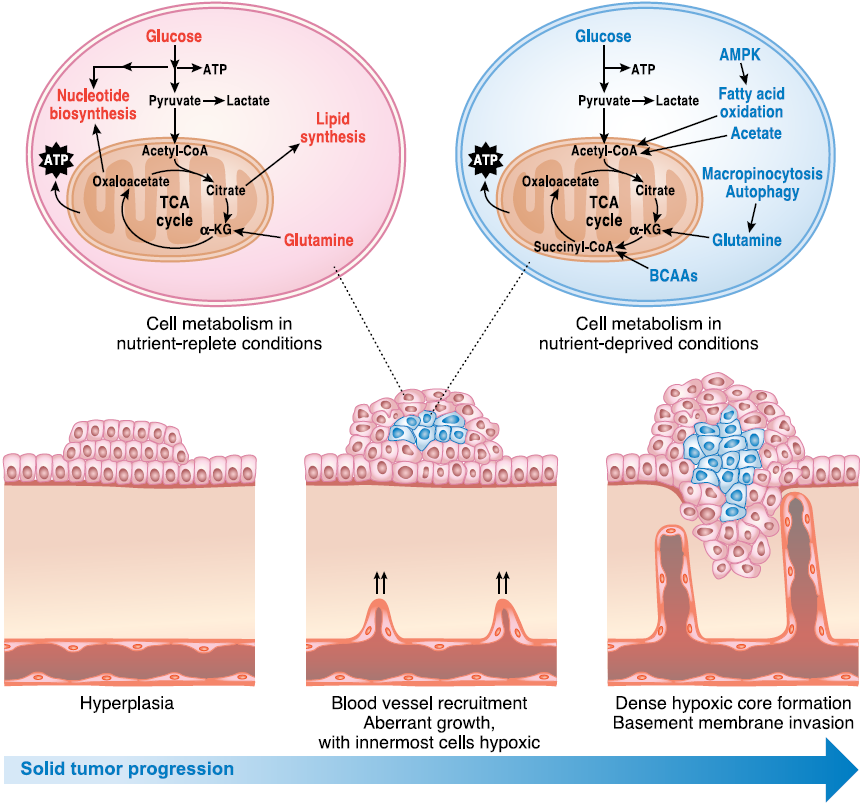 Glucose
ATP
Nucleotide
biosynthesis
Pyruvate
Lactate
Lipid
synthesis
Acetyl-CoA
ATP
Oxaloacetate
Citrate
TCA
cycle
α-KG
Glutamine
Cell metabolism in
nutrient-replete conditions
Glucose
ATP
AMPK
Fatty acid
oxidation
Pyruvate
Lactate
Acetate
Acetyl-CoA
ATP
Macropinocytosis
Autophagy
Oxaloacetate
Citrate
TCA
cycle
α-KG
Glutamine
Succinyl-CoA
BCAAs
Cell metabolism in
nutrient-deprived conditions
Hyperplasia
Blood vessel recruitment
Aberrant growth,
with innermost cells hypoxic
Dense hypoxic core formation
Basement membrane invasion
Solid tumor progression